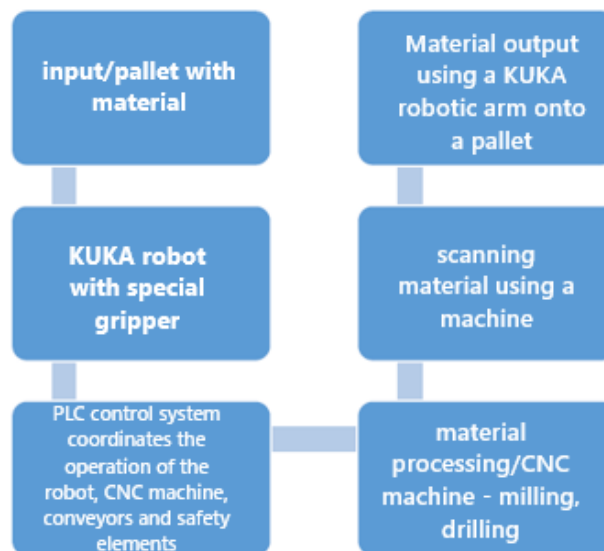 input/pallet with
material
KUKA robot
with special
gripper
PLC control system
coordinates the
operation of the
robot, CNC machine,
conveyors and safety
elements
material
processing/CNC
machine - milling,
drilling
scanning
material using a
machine
Material output
using a KUKA
robotic arm onto
a pallet